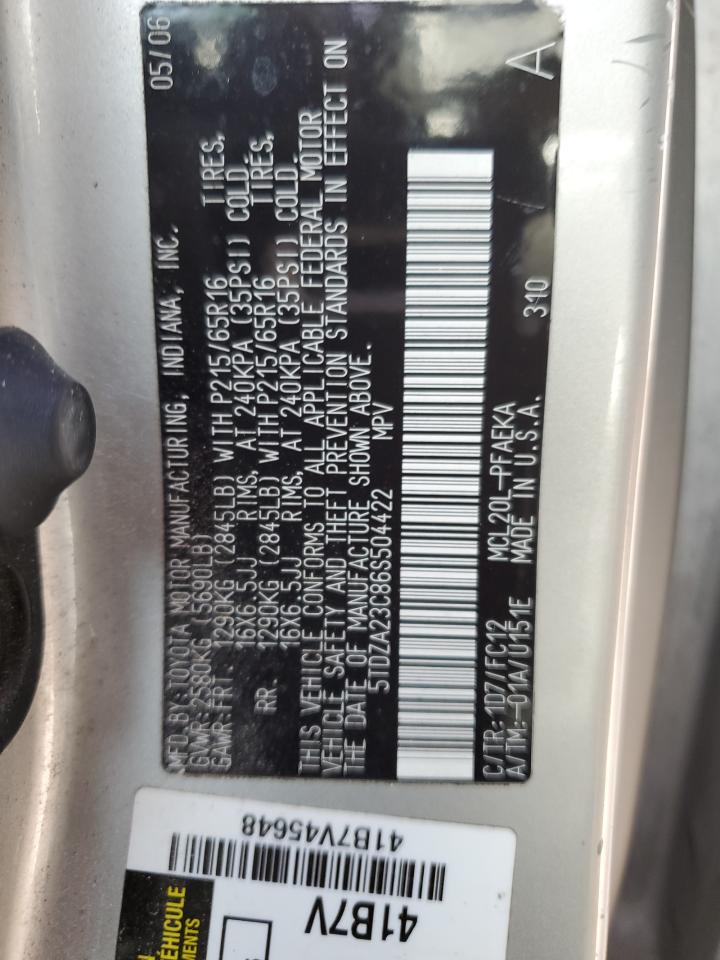 MFD.BY:TOYOTA MOTOR MANUFACTURING, INDIANA, INC. 05/06
GVWR:2580KG (5690LB)
GAWR:FR. 1290KG (2845LB) WITH P215/65R16 TIRES,
16X6.5JJ RIMS, AT 240KPA (35PSI) COLD.
RR. 1290KG (2845LB) WITH P215/65R16 TIRES,
16X6.5JJ RIMS, AT 240KPA (35PSI) COLD.
THIS VEHICLE CONFORMS TO ALL APPLICABLE FEDERAL MOTOR
VEHICLE SAFETY AND THEFT PREVENTION STANDARDS IN EFFECT ON
THE DATE OF MANUFACTURE SHOWN ABOVE.
5TDZA23C86S504422 MPV
C/TR:1D7/FC12 MCL20L-PFAEKA 310 A
A/TM:-01A/U151E MADE IN U.S.A.
41B7V45648
41B7V
ÉHICULE
MENTS